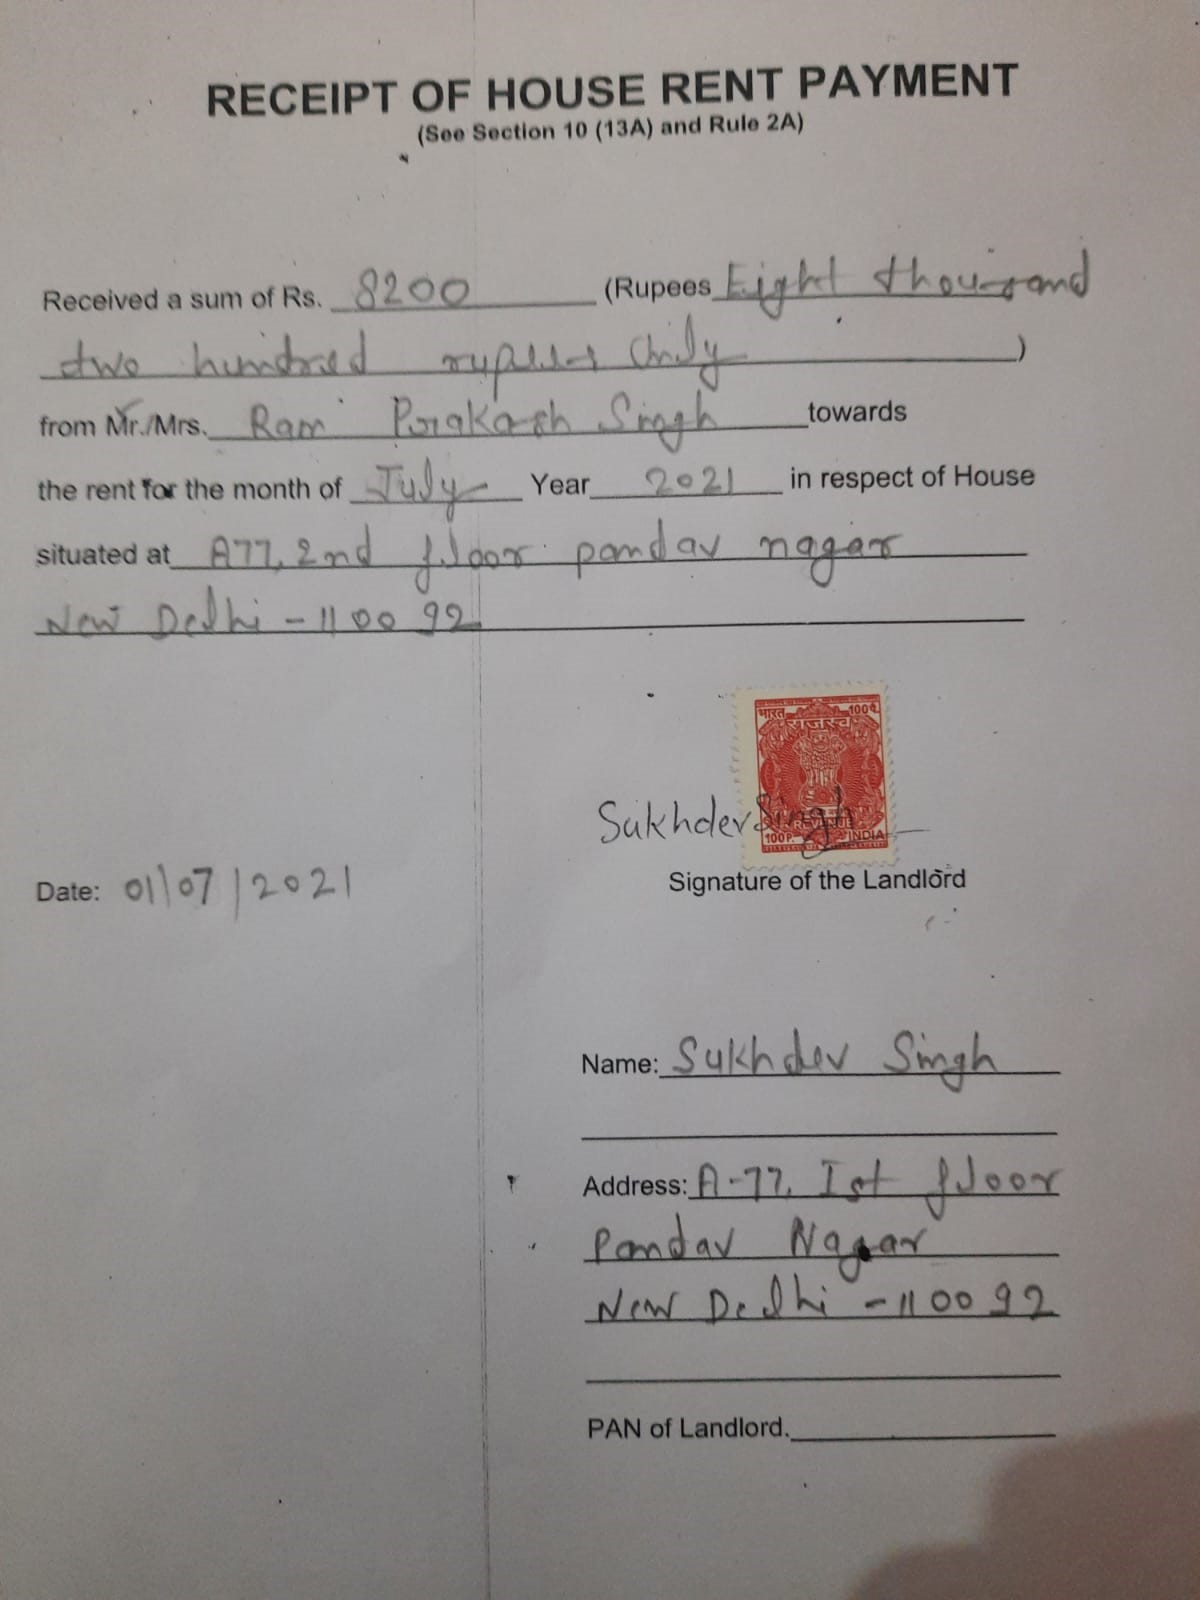 RECEIPT OF HOUSE RENT PAYMENT
(See Section 10 (13A) and Rule 2A)
Received a sum of Rs. 8200 (Rupees Eight thousand
two hundred rupees only )
from Mr./Mrs. Ram Prakash Singh towards
the rent for the month of July Year 2021 in respect of House
situated at A77, 2nd floor pandav nagar
New Delhi - 110092
भारत 100 प.
राजस्व
Sukhdev Singh
REVENUE
100 P. INDIA
Signature of the Landlord
Date: 01/07/2021
Name: Sukhdev Singh
Address: A-77, Ist floor
Pandav Nagar
New Delhi - 110092
PAN of Landlord.